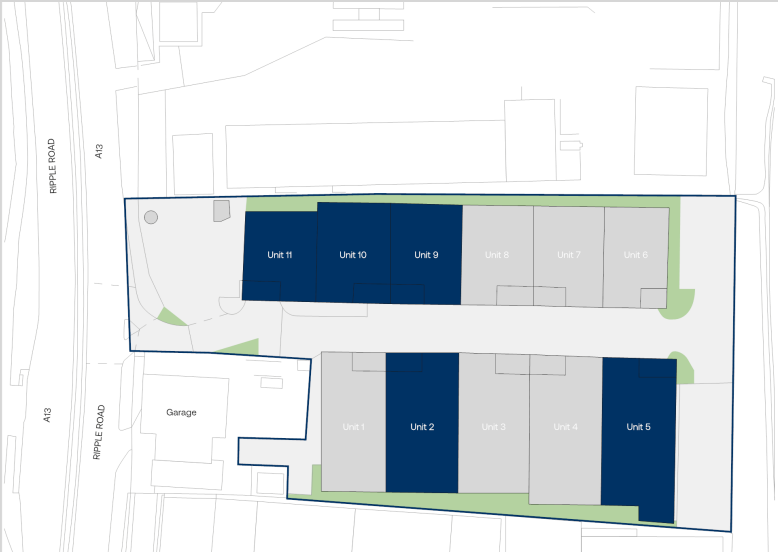 RIPPLE ROAD
A13
Unit 11
Unit 10
Unit 9
Unit 8
Unit 7
Unit 6
A13
RIPPLE ROAD
Garage
Unit 1
Unit 2
Unit 3
Unit 4
Unit 5